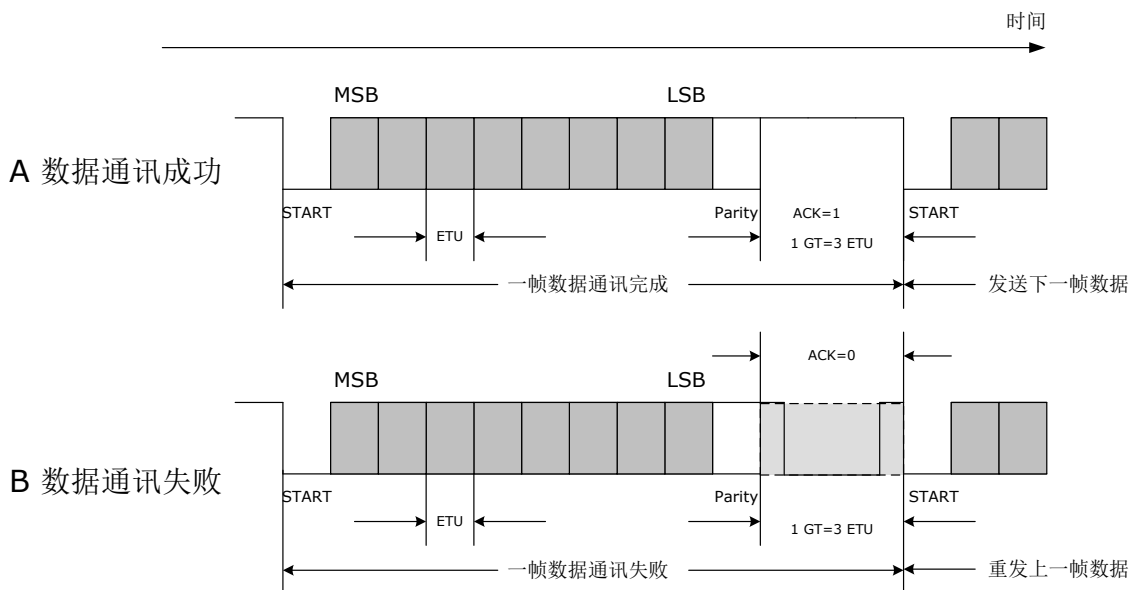 时间
MSB LSB
A 数据通讯成功
START Parity ACK=1 START
ETU 1 GT=3 ETU
一帧数据通讯完成 发送下一帧数据
ACK=0
MSB LSB
B 数据通讯失败
START Parity START
ETU 1 GT=3 ETU
一帧数据通讯失败 重发上一帧数据